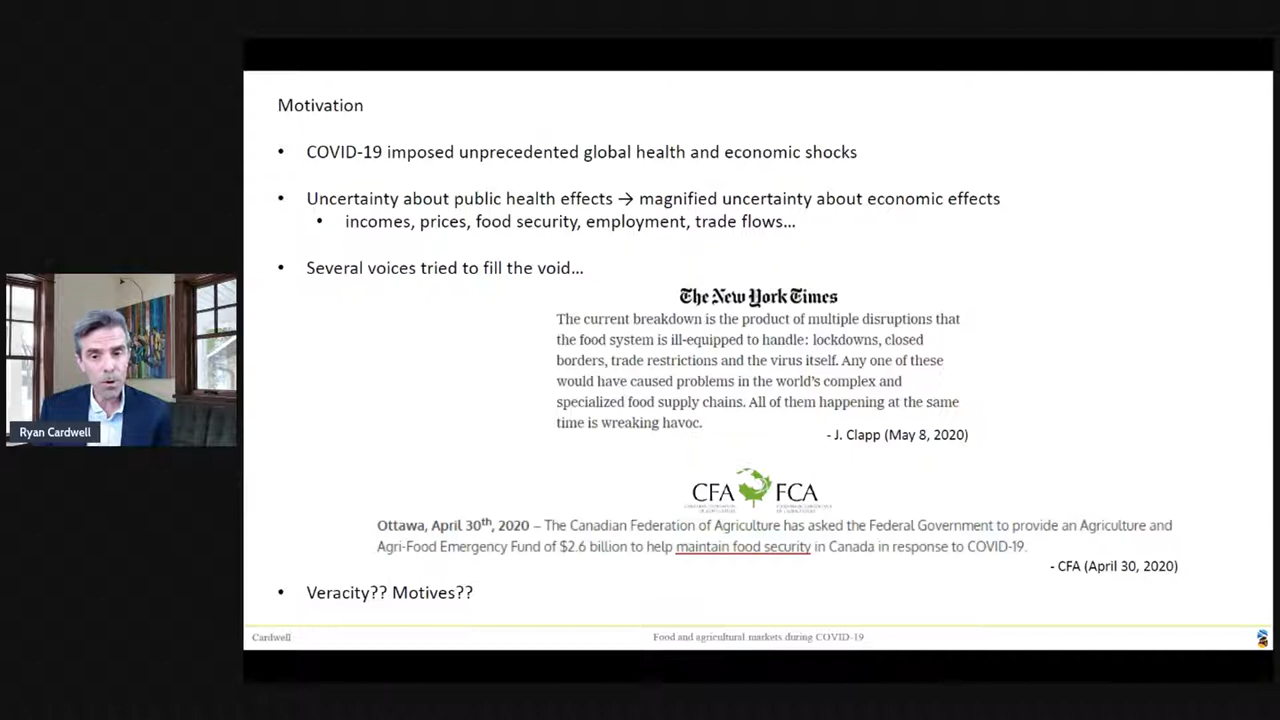 Motivation
• COVID-19 imposed unprecedented global health and economic shocks
• Uncertainty about public health effects → magnified uncertainty about economic effects
• incomes, prices, food security, employment, trade flows…
• Several voices tried to fill the void…
The New York Times
The current breakdown is the product of multiple disruptions that
the food system is ill-equipped to handle: lockdowns, closed
borders, trade restrictions and the virus itself. Any one of these
would have caused problems in the world's complex and
specialized food supply chains. All of them happening at the same
time is wreaking havoc.
- J. Clapp (May 8, 2020)
Ryan Cardwell
CFA FCA
Ottawa, April 30th, 2020 – The Canadian Federation of Agriculture has asked the Federal Government to provide an Agriculture and
Agri-Food Emergency Fund of $2.6 billion to help maintain food security in Canada in response to COVID-19.
- CFA (April 30, 2020)
• Veracity?? Motives??
Cardwell
Food and agricultural markets during COVID-19